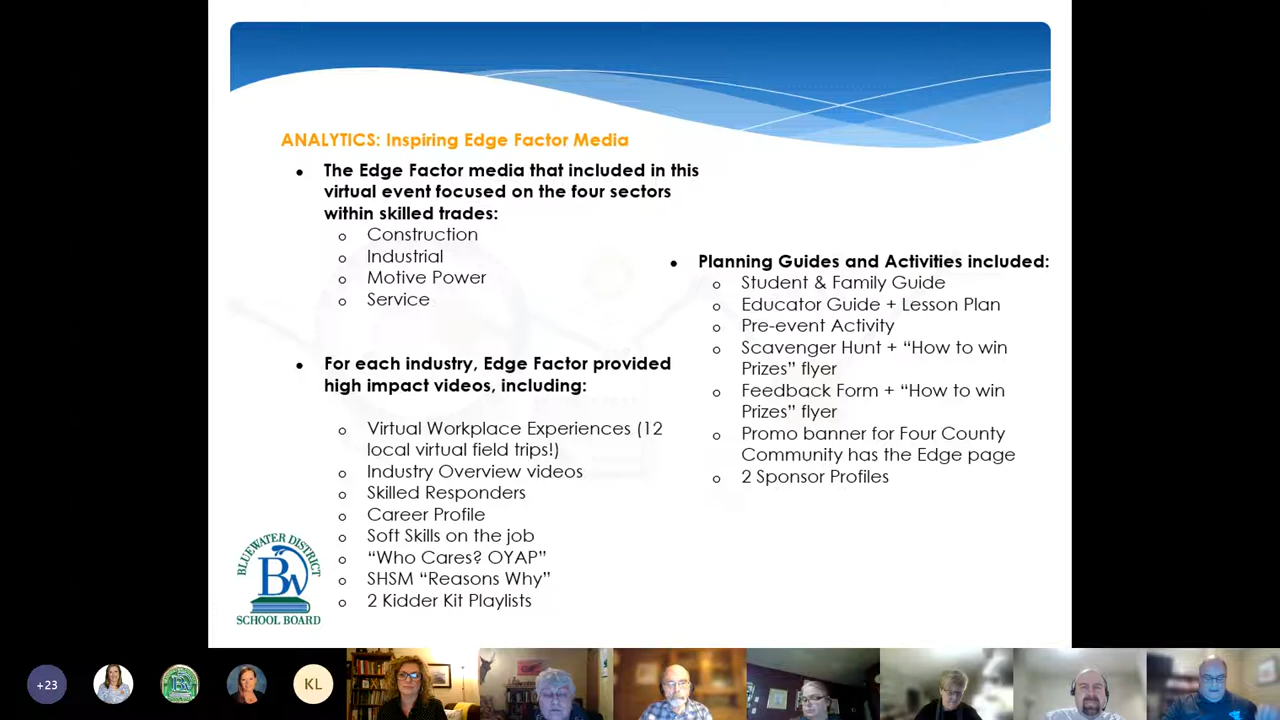 ANALYTICS: Inspiring Edge Factor Media
• The Edge Factor media that included in this
virtual event focused on the four sectors
within skilled trades:
o Construction
o Industrial
o Motive Power
o Service
• For each industry, Edge Factor provided
high impact videos, including:
o Virtual Workplace Experiences (12
local virtual field trips!)
o Industry Overview videos
o Skilled Responders
o Career Profile
o Soft Skills on the job
o “Who Cares? OYAP”
o SHSM “Reasons Why”
o 2 Kidder Kit Playlists
• Planning Guides and Activities included:
o Student & Family Guide
o Educator Guide + Lesson Plan
o Pre-event Activity
o Scavenger Hunt + “How to win
Prizes” flyer
o Feedback Form + “How to win
Prizes” flyer
o Promo banner for Four County
Community has the Edge page
o 2 Sponsor Profiles
BLUEWATER DISTRICT
BW
SCHOOL BOARD
+23
KL